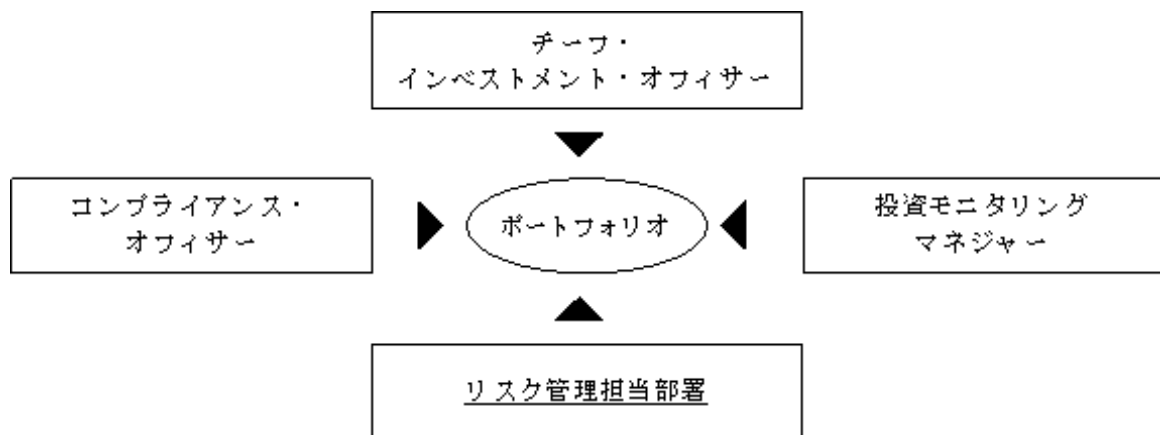 チーフ・
インベストメント・オフィサー
コンプライアンス・
オフィサー
ポートフォリオ
投資モニタリング
マネジャー
リスク管理担当部署